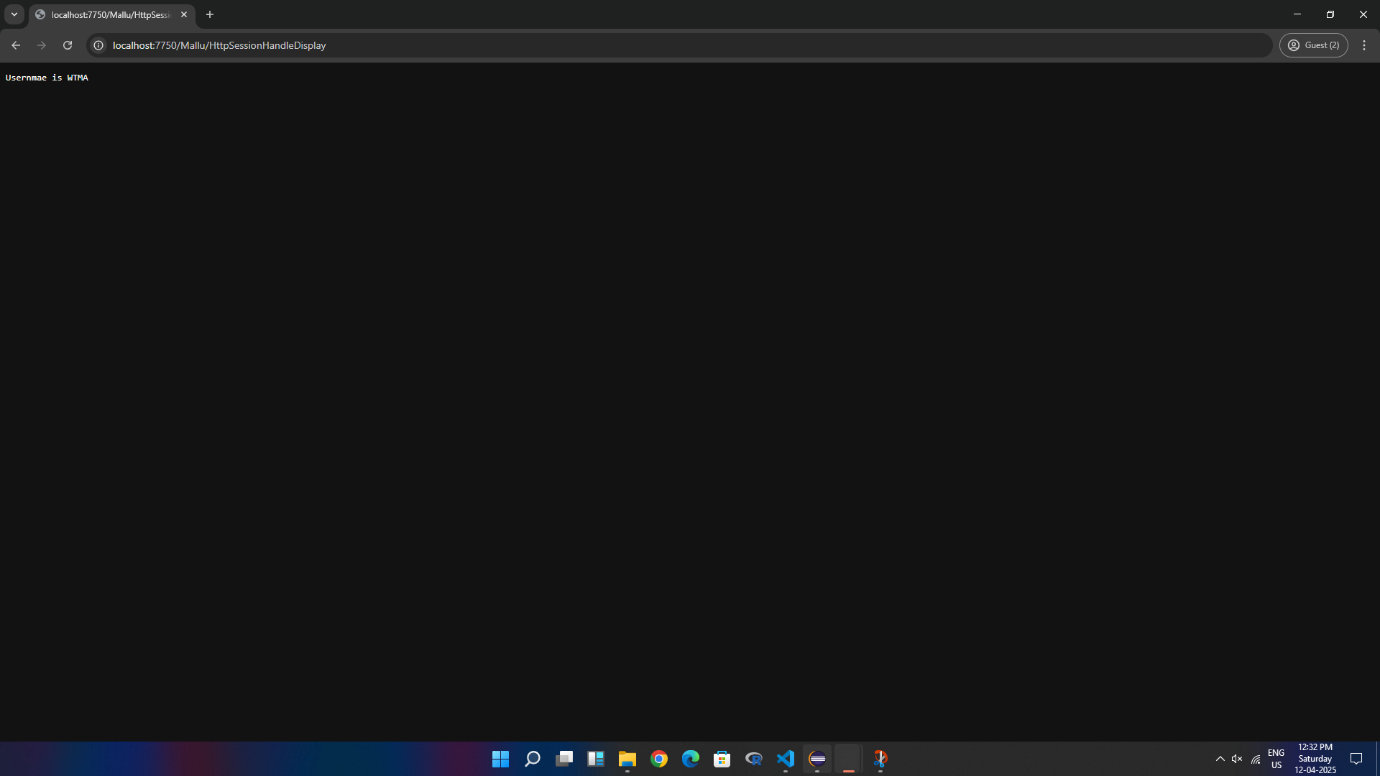 localhost:7750/Mallu/HttpSessi
localhost:7750/Mallu/HttpSessionHandleDisplay
Guest (2)
Usernmae is WTMA
ENG
US
12:32 PM
Saturday
12-04-2025